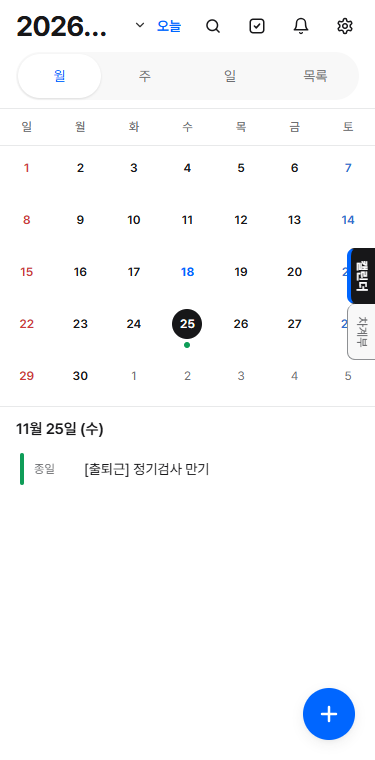 2026...
오늘
월 주 일 목록
일 월 화 수 목 금 토
1 2 3 4 5 6 7
8 9 10 11 12 13 14
15 16 17 18 19 20
캘린더
22 23 24 25 26 27
차계부
29 30 1 2 3 4 5
11월 25일 (수)
종일 [출퇴근] 정기검사 만기